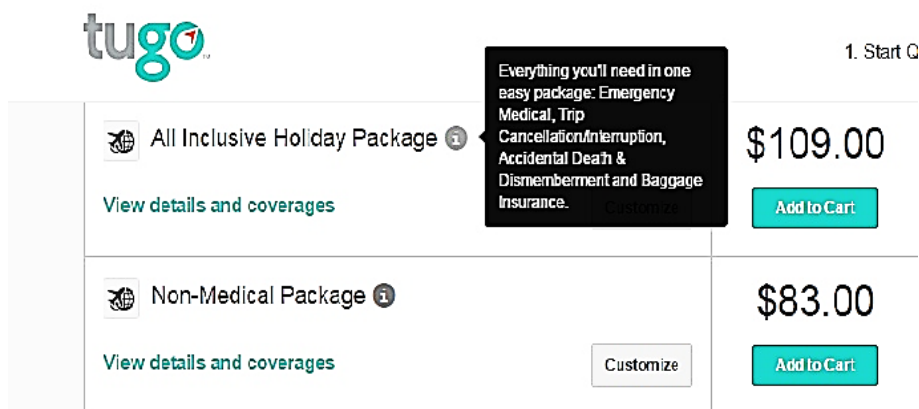 tugo
1. Start Q
Everything you'll need in one
easy package: Emergency
Medical, Trip
Cancellation/Interruption,
Accidental Death &
Dismemberment and Baggage
Insurance.
All Inclusive Holiday Package
$109.00
View details and coverages
Customize
Add to Cart
Non-Medical Package
$83.00
View details and coverages
Customize
Add to Cart